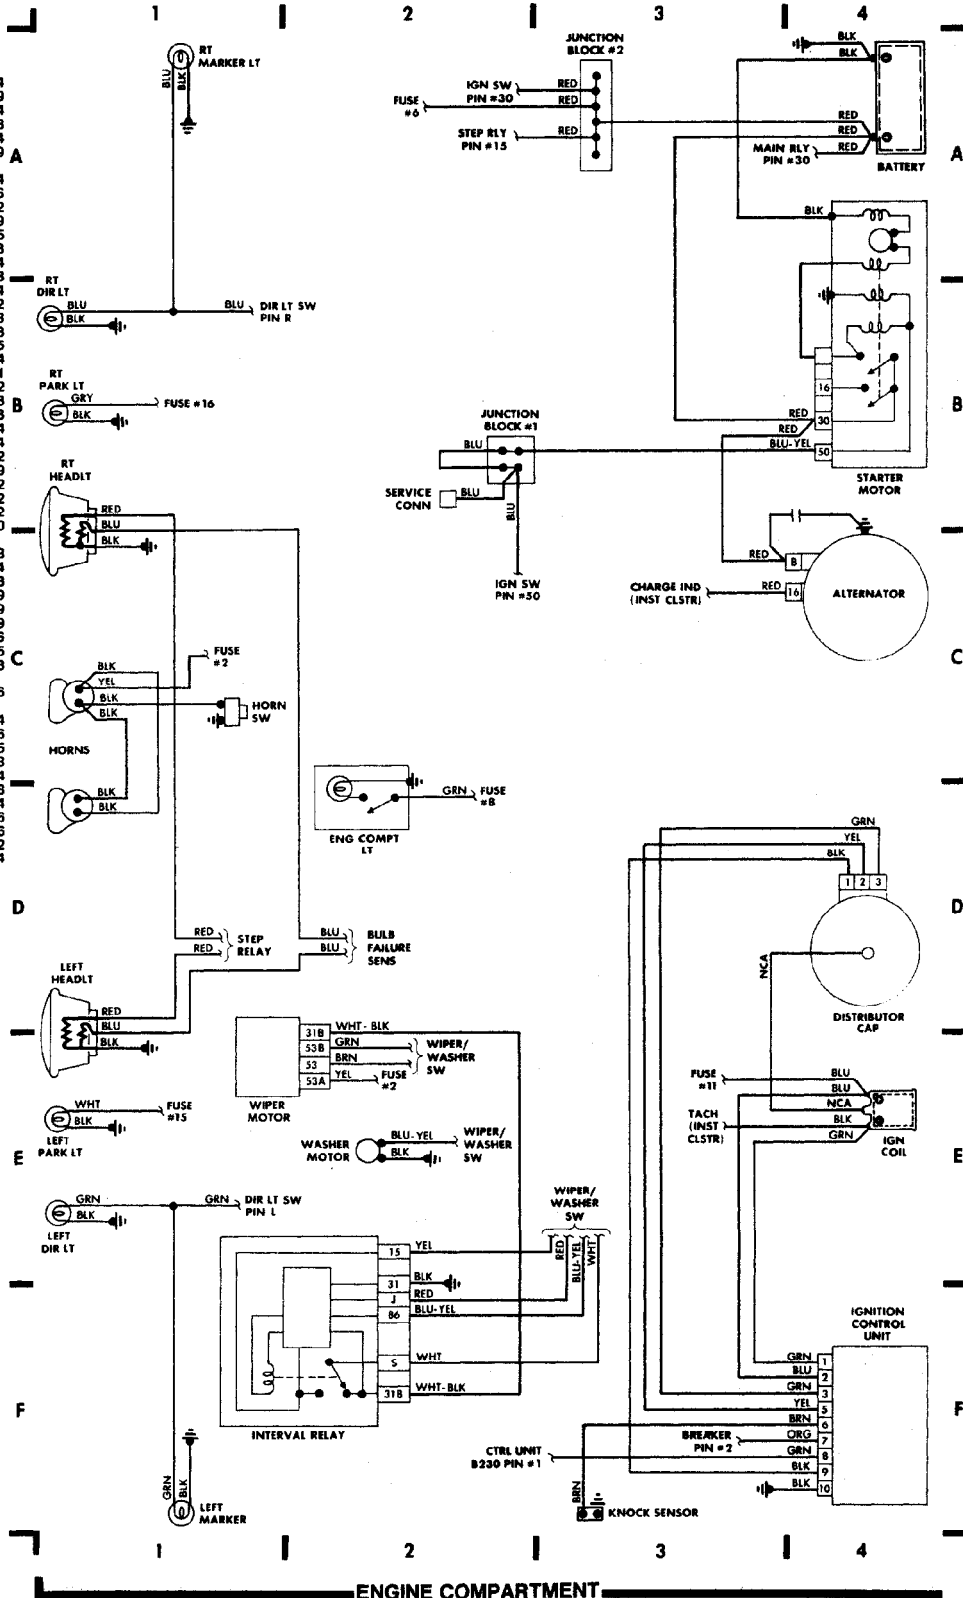 1 2 3 4
A
B
C
D
E
F
A
B
C
D
E
F
RT
MARKER LT
BLU
BLK
JUNCTION
BLOCK #2
IGN SW
PIN #30
RED
FUSE
#6
RED
STEP RLY
PIN #15
RED
BLK
BLK
RED
RED
MAIN RLY
PIN #30
RED
BATTERY
BLK
RT
DIR LT
BLU
BLK
BLU
DIR LT SW
PIN R
RT
PARK LT
GRY
BLK
FUSE #16
16
30
50
RED
RED
BLU-YEL
STARTER
MOTOR
JUNCTION
BLOCK #1
BLU
SERVICE
CONN
BLU
BLU
IGN SW
PIN #50
RT
HEADLT
RED
BLU
BLK
RED
B
CHARGE IND
(INST CLSTR)
RED
16
ALTERNATOR
BLK
YEL
BLK
BLK
FUSE
#2
HORN
SW
HORNS
BLK
BLK
GRN
FUSE
#8
ENG COMPT
LT
GRN
YEL
BLK
1 2 3
NCA
DISTRIBUTOR
CAP
RED
RED
STEP
RELAY
BLU
BLU
BULB
FAILURE
SENS
LEFT
HEADLT
RED
BLU
BLK
31B
53B
53
53A
WHT-BLK
GRN
BRN
YEL
WIPER/
WASHER
SW
FUSE
#2
WIPER
MOTOR
FUSE
#11
TACH
(INST
CLSTR)
BLU
BLU
NCA
BLK
GRN
IGN
COIL
WHT
BLK
FUSE
#15
LEFT
PARK LT
WASHER
MOTOR
BLU-YEL
BLK
WIPER/
WASHER
SW
GRN
BLK
GRN
DIR LT SW
PIN L
LEFT
DIR LT
WIPER/
WASHER
SW
RED
BLU-YEL
WHT
15
31
J
86
S
31B
YEL
BLK
RED
BLU-YEL
WHT
WHT-BLK
INTERVAL RELAY
IGNITION
CONTROL
UNIT
GRN 1
BLU 2
GRN 3
YEL 5
BRN 6
ORG 7
GRN 8
BLK 9
BLK 10
BREAKER
PIN #2
CTRL UNIT
B230 PIN #1
BRN
KNOCK SENSOR
GRN
BLK
LEFT
MARKER
1 2 3 4
ENGINE COMPARTMENT